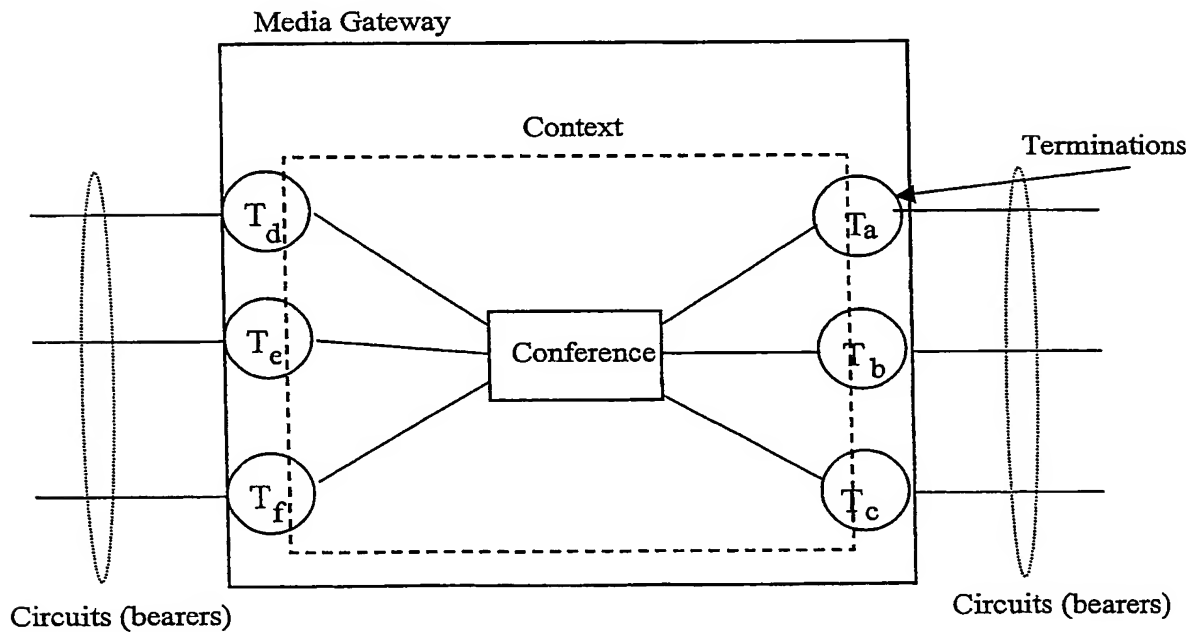 Media Gateway
Context
Terminations
Td
Ta
Te
Conference
Tb
Tf
Tc
Circuits (bearers)
Circuits (bearers)